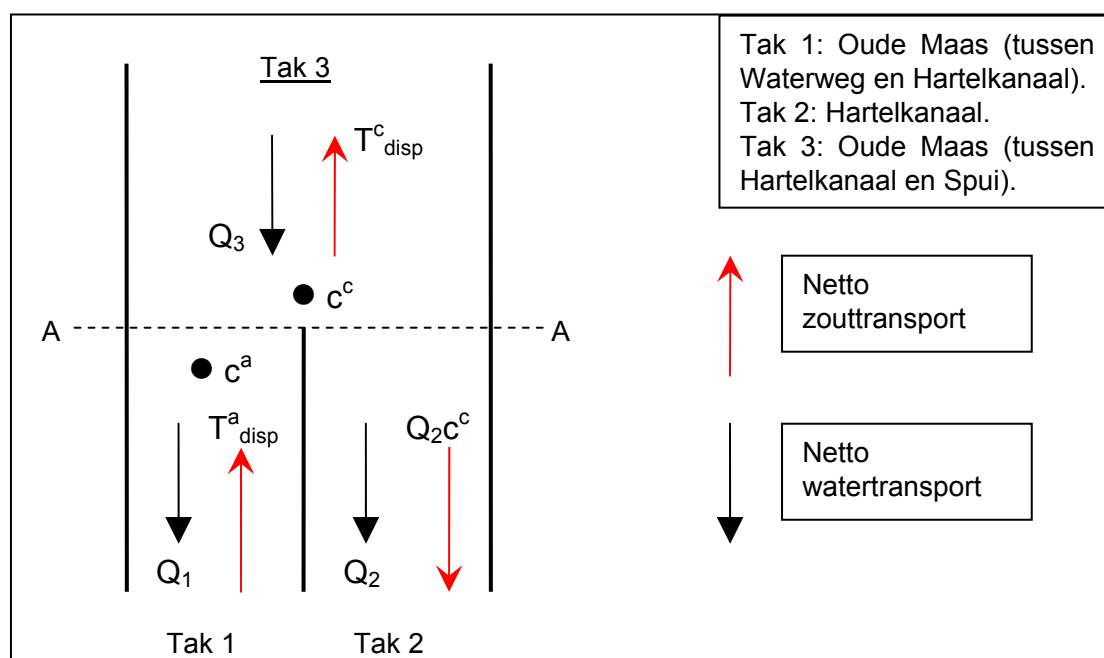 Tak 3
Tak 1: Oude Maas (tussen
Waterweg en Hartelkanaal).
Tak 2: Hartelkanaal.
Tak 3: Oude Maas (tussen
Hartelkanaal en Spui).
T^c_disp
Q₃
c^c
A
A
c^a
T^a_disp
Q₂c^c
Q₁
Q₂
Tak 1
Tak 2
Netto
zouttransport
Netto
watertransport